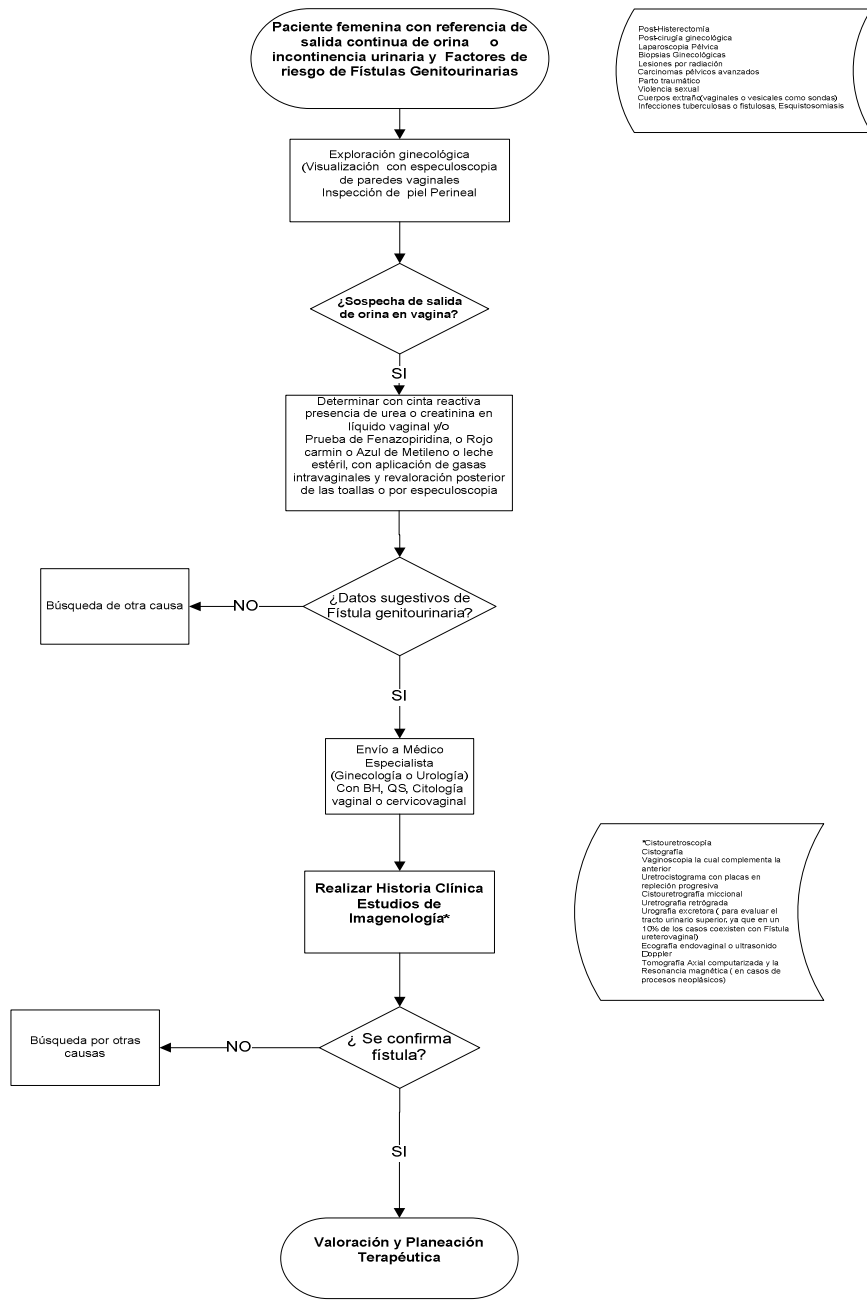 Paciente femenina con referencia de
salida continua de orina o
incontinencia urinaria y Factores de
riesgo de Fístulas Genitourinarias
Post-Histerectomía
Post-cirugía ginecológica
Laparoscopia Pélvica
Biopsias Ginecológicas
Lesiones por radiación
Carcinomas pélvicos avanzados
Parto traumático
Violencia sexual
Cuerpos extraño(vaginales o vesicales como sondas)
Infecciones tuberculosas o fistulosas, Esquistosomiasis
Exploración ginecológica
(Visualización con especuloscopia
de paredes vaginales
Inspección de piel Perineal
¿Sospecha de salida
de orina en vagina?
SI
Determinar con cinta reactiva
presencia de urea o creatinina en
líquido vaginal y/o
Prueba de Fenazopiridina, o Rojo
carmin o Azul de Metileno o leche
estéril, con aplicación de gasas
intravaginales y revaloración posterior
de las toallas o por especuloscopia
¿Datos sugestivos de
Fístula genitourinaria?
NO
Búsqueda de otra causa
SI
Envío a Médico
Especialista
(Ginecología o Urología)
Con BH, QS, Citología
vaginal o cervicovaginal
Realizar Historia Clínica
Estudios de
Imagenología*
*Cistouretroscopía
Cistografía
Vaginoscopia la cual complementa la
anterior
Uretrocistograma con placas en
repleción progresiva
Cistouretrografía miccional
Uretrografía retrógrada
Urografía excretora ( para evaluar el
tracto urinario superior, ya que en un
10% de los casos coexisten con Fístula
ureterovaginal)
Ecografía endovaginal o ultrasonido
Doppler
Tomografía Axial computarizada y la
Resonancia magnética ( en casos de
procesos neoplásicos)
¿ Se confirma
fístula?
NO
Búsqueda por otras
causas
SI
Valoración y Planeación
Terapéutica